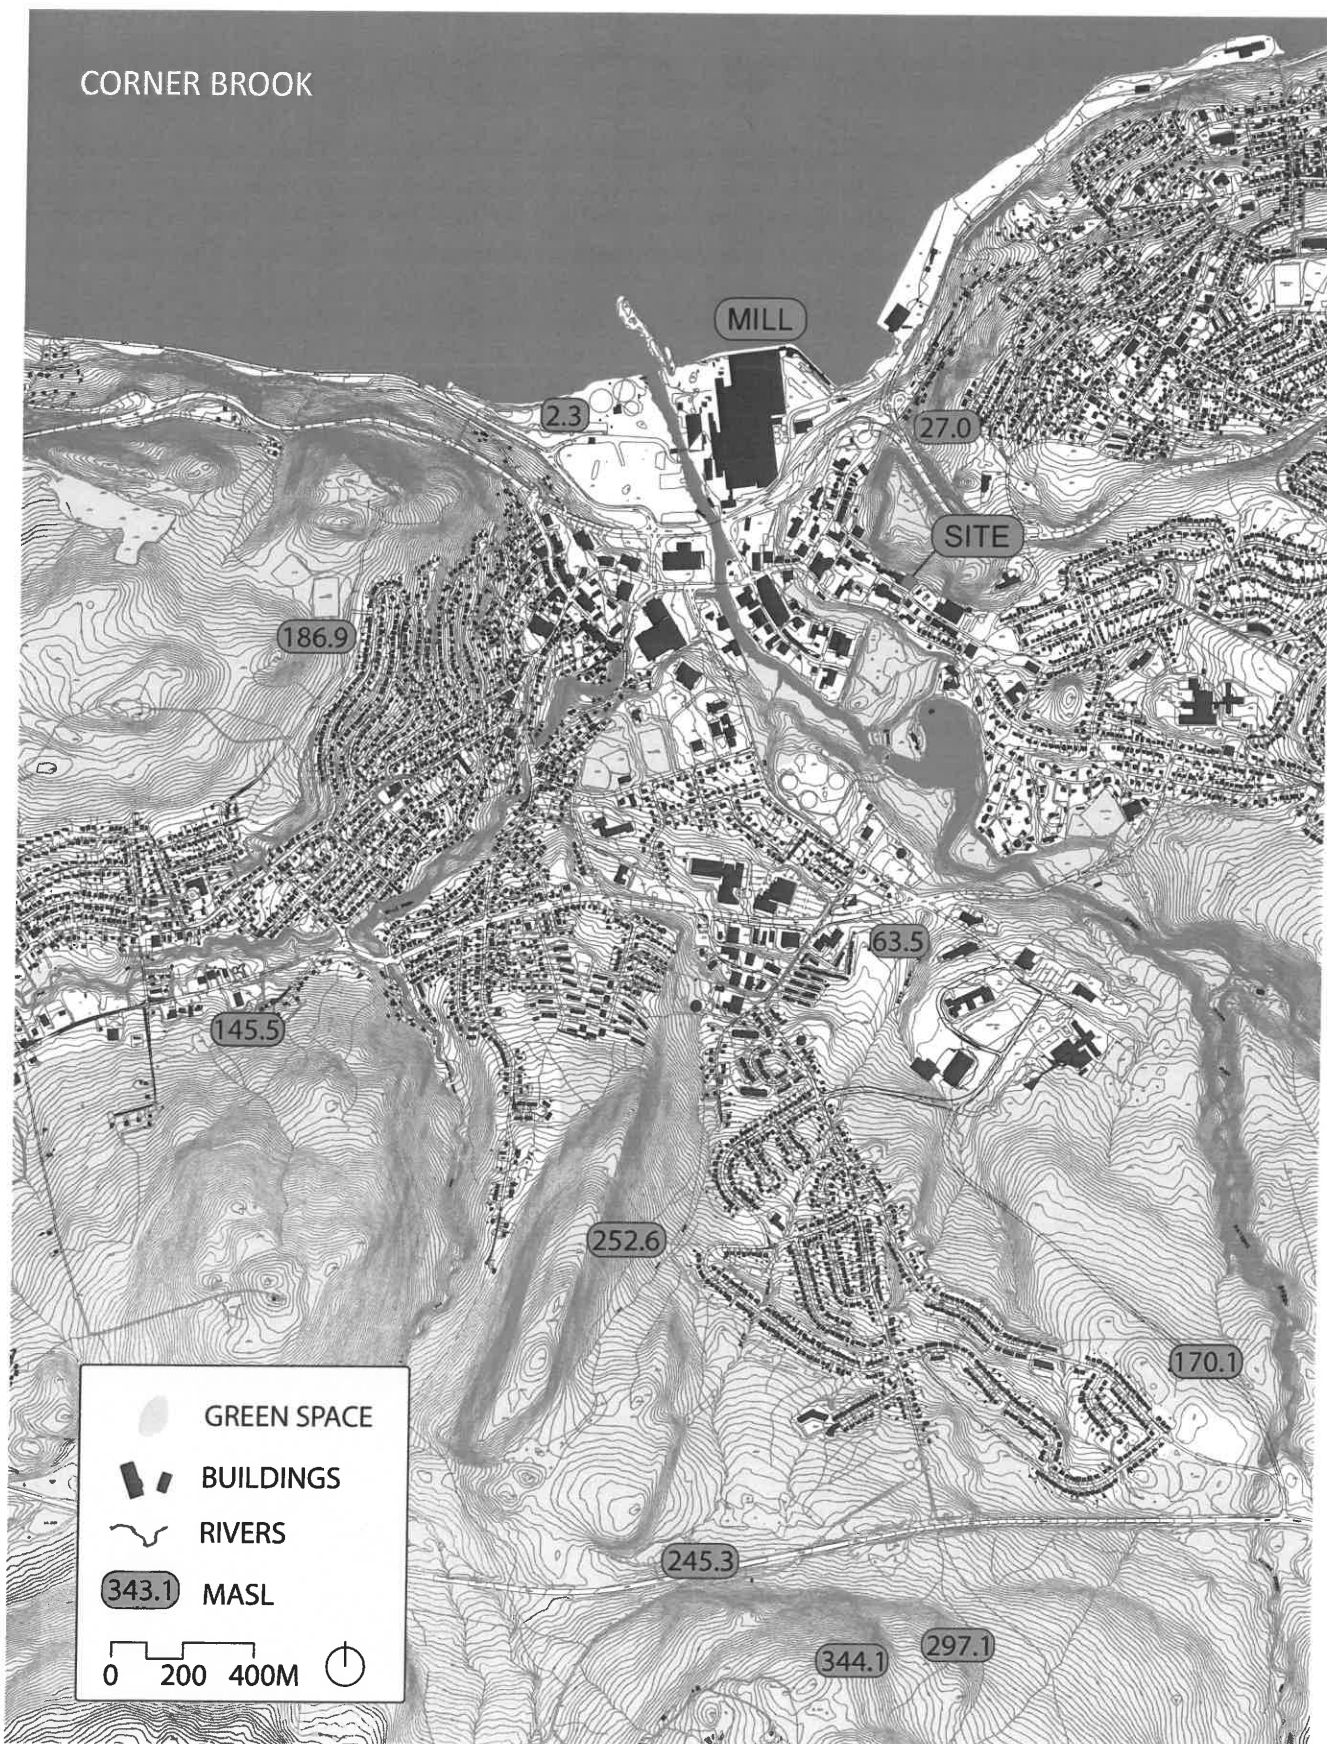 CORNER BROOK
MILL
2.3
27.0
SITE
186.9
63.5
145.5
252.6
170.1
245.3
297.1
344.1
GREEN SPACE
BUILDINGS
RIVERS
343.1 MASL
0 200 400M